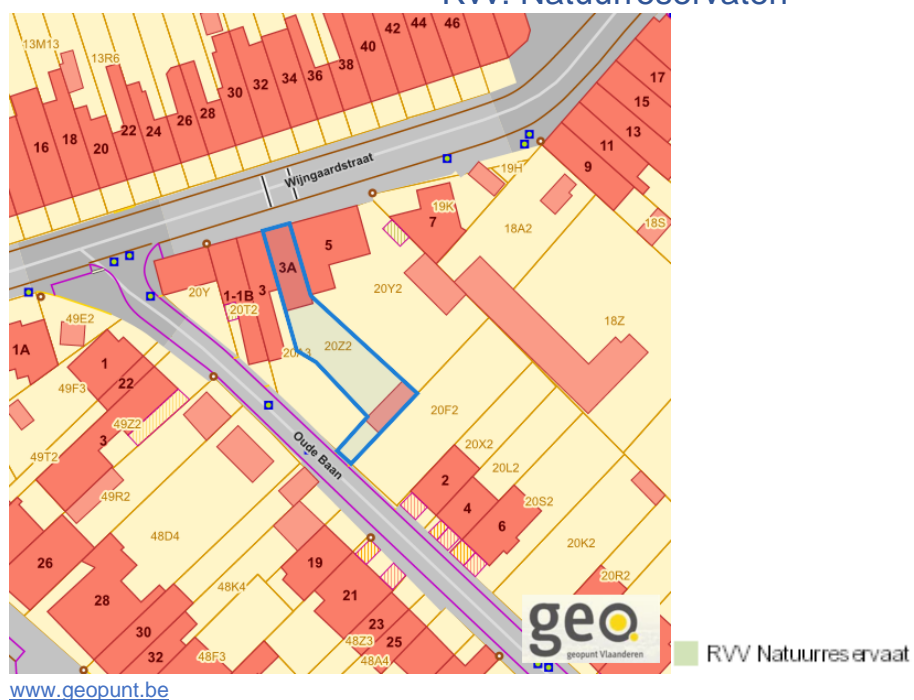 RVV: Natuurreservaten
13M13
13R6
16
18
20
22
24
26
28
30
32
34
36
38
40
42
44
46
17
15
13
11
9
Wijngaardstraat
19H
19K
7
18A2
18S
5
3A
3
1-1B
20Y
20T2
20Y2
20A3
20Z2
18Z
49E2
1A
1
22
49F3
49Z2
3
49T2
49R2
Oude Baan
20F2
20X2
20L2
20S2
2
4
6
20K2
20R2
48D4
26
28
30
32
48K4
48F3
19
21
23
25
48Z3
48A4
geo.
geopunt Vlaanderen
RVV Natuurreservaat
www.geopunt.be